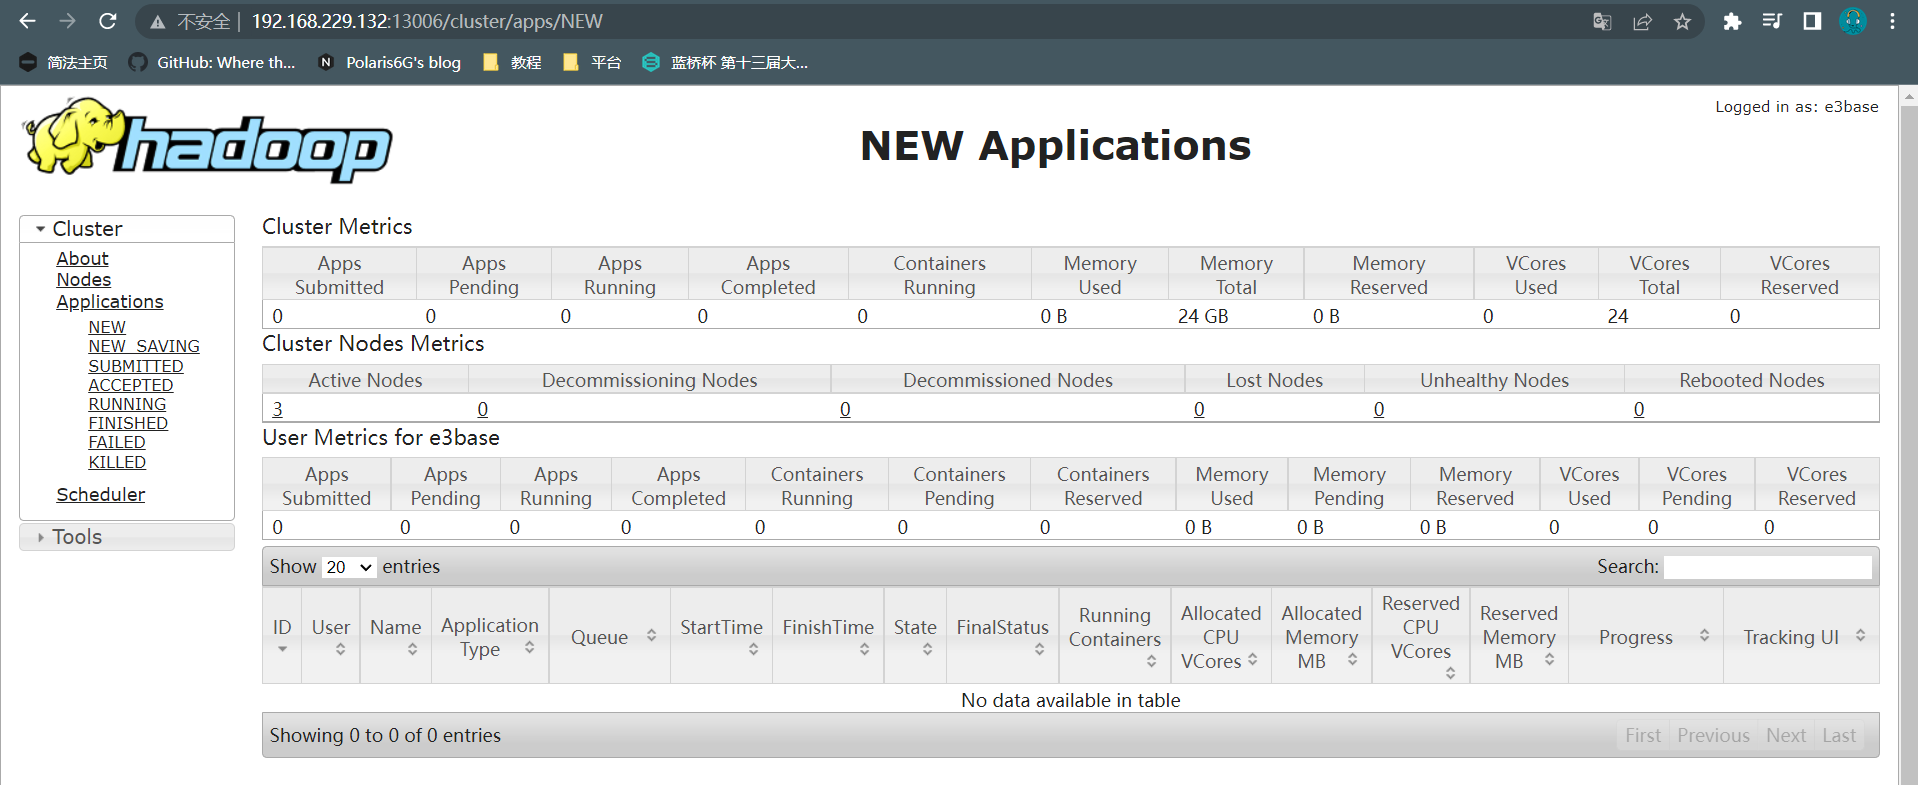 不安全 | 192.168.229.132:13006/cluster/apps/NEW
简法主页 GitHub: Where th... Polaris6G's blog 教程 平台 蓝桥杯 第十三届大...
Logged in as: e3base
hadoop
NEW Applications
Cluster
About
Nodes
Applications
NEW
NEW_SAVING
SUBMITTED
ACCEPTED
RUNNING
FINISHED
FAILED
KILLED
Scheduler
Tools
Cluster Metrics
Apps Submitted Apps Pending Apps Running Apps Completed Containers Running Memory Used Memory Total Memory Reserved VCores Used VCores Total VCores Reserved
0 0 0 0 0 0 B 24 GB 0 B 0 24 0
Cluster Nodes Metrics
Active Nodes Decommissioning Nodes Decommissioned Nodes Lost Nodes Unhealthy Nodes Rebooted Nodes
3 0 0 0 0 0
User Metrics for e3base
Apps Submitted Apps Pending Apps Running Apps Completed Containers Running Containers Pending Containers Reserved Memory Used Memory Pending Memory Reserved VCores Used VCores Pending VCores Reserved
0 0 0 0 0 0 0 0 B 0 B 0 B 0 0 0
Show 20 entries Search:
ID User Name Application Type Queue StartTime FinishTime State FinalStatus Running Containers Allocated CPU VCores Allocated Memory MB Reserved CPU VCores Reserved Memory MB Progress Tracking UI
No data available in table
Showing 0 to 0 of 0 entries First Previous Next Last